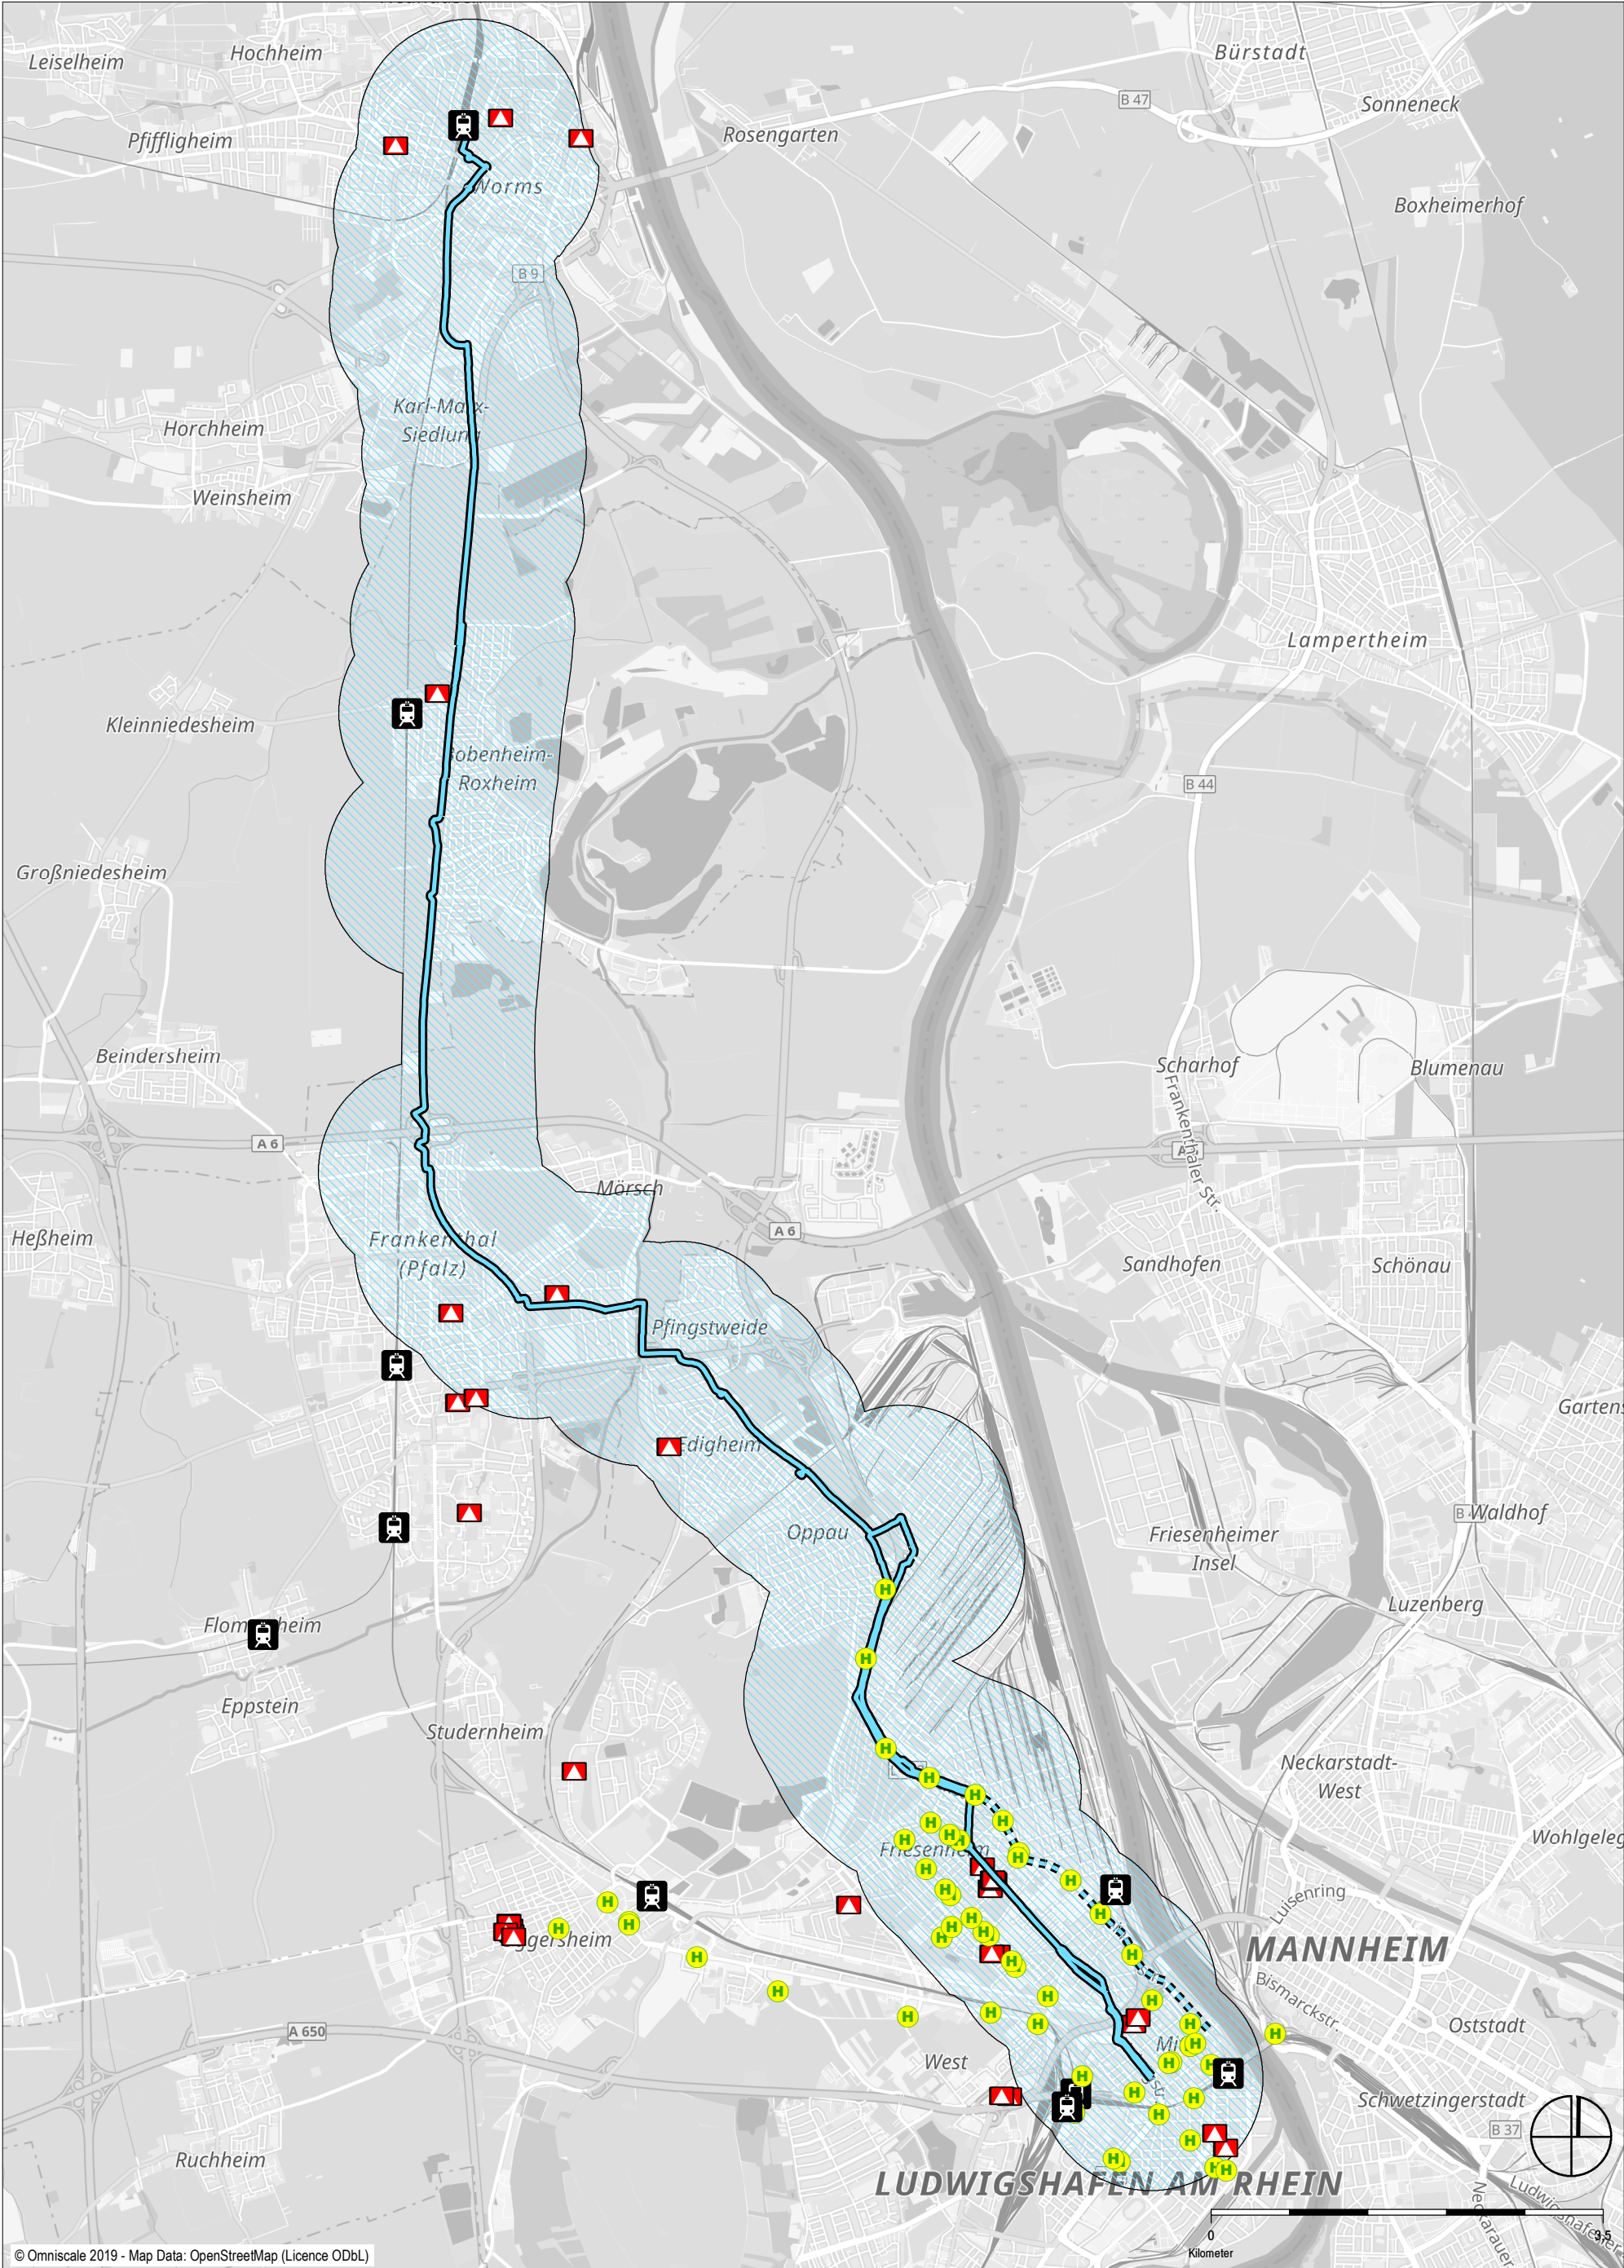 Hochheim
Leiselheim
Bürstadt
B 47
Sonneneck
Rosengarten
Pfiffligheim
Worms
Boxheimerhof
B 9
Karl-Marx-
Siedlung
Horchheim
Weinsheim
Lampertheim
Kleinniedesheim
Bobenheim-
Roxheim
B 44
Großniedesheim
Beindersheim
Scharhof
Blumenau
Frankenthaler Str.
A 6
Mörsch
A 6
Heßheim
Frankenthal
(Pfalz)
Sandhofen
Schönau
Pfingstweide
Edigheim
Oppau
Waldhof
Friesenheimer
Insel
Luzenberg
Eppstein
Studernheim
Neckarstadt-
West
Friesenheim
Luisenring
MANNHEIM
Bismarckstr.
A 650
Oststadt
West
Schwetzingerstadt
B 37
Ruchheim
LUDWIGSHAFEN AM RHEIN
0
3,5
Kilometer
© Omniscale 2019 - Map Data: OpenStreetMap (Licence ODbL)